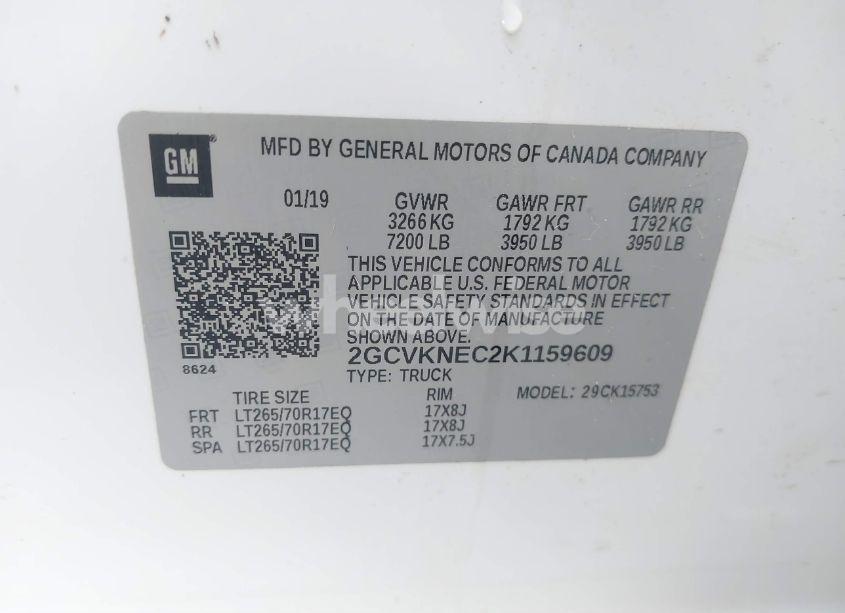 GM
MFD BY GENERAL MOTORS OF CANADA COMPANY
01/19 GVWR GAWR FRT GAWR RR
3266 KG 1792 KG 1792 KG
7200 LB 3950 LB 3950 LB
THIS VEHICLE CONFORMS TO ALL
APPLICABLE U.S. FEDERAL MOTOR
VEHICLE SAFETY STANDARDS IN EFFECT
ON THE DATE OF MANUFACTURE
SHOWN ABOVE.
8624
2GCVKNEC2K1159609
TYPE: TRUCK
TIRE SIZE RIM MODEL: 29CK15753
FRT LT265/70R17EQ 17X8J
RR LT265/70R17EQ 17X8J
SPA LT265/70R17EQ 17X7.5J